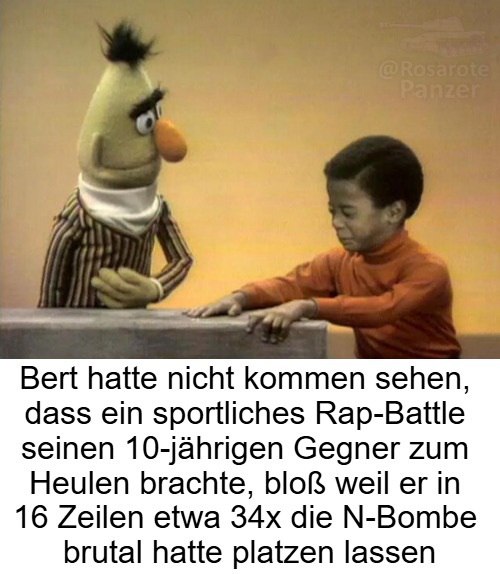 @Rosarote
Panzer
Bert hatte nicht kommen sehen,
dass ein sportliches Rap-Battle
seinen 10-jährigen Gegner zum
Heulen brachte, bloß weil er in
16 Zeilen etwa 34x die N-Bombe
brutal hatte platzen lassen